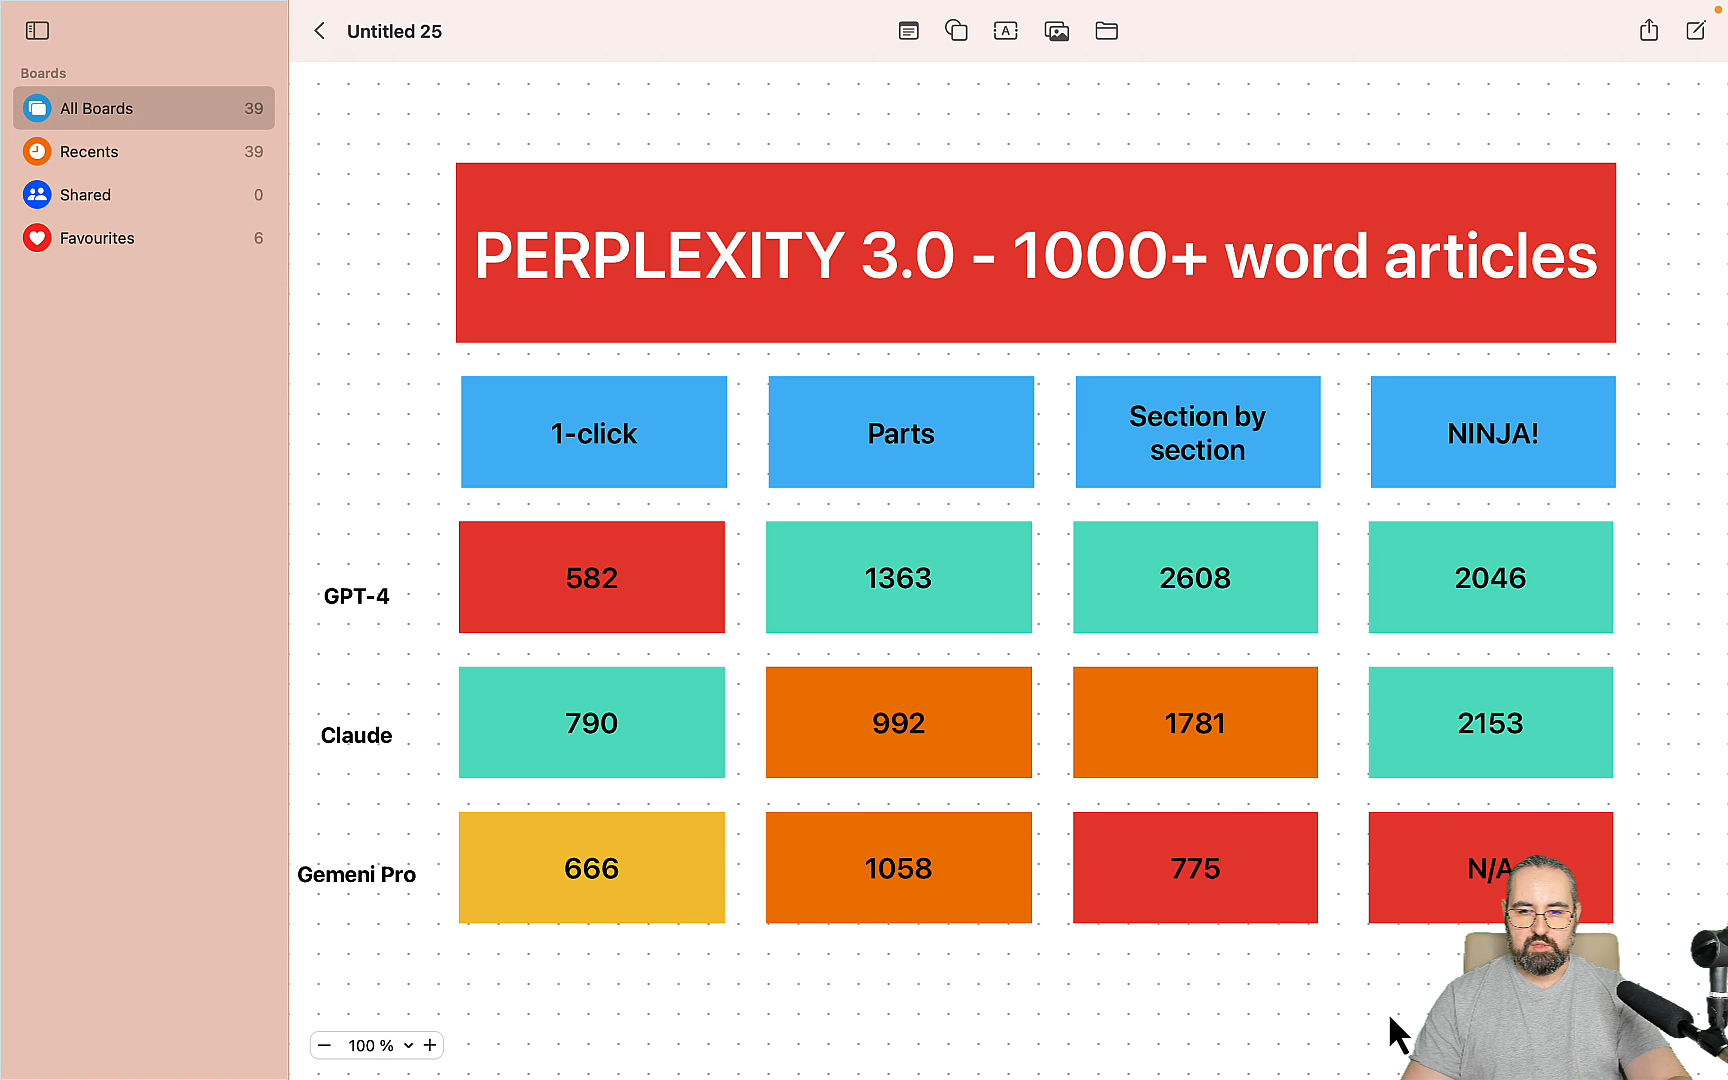 Untitled 25
A
Boards
All Boards 39
Recents 39
Shared 0
Favourites 6
PERPLEXITY 3.0 - 1000+ word articles
1-click
Parts
Section by
section
NINJA!
GPT-4
582
1363
2608
2046
Claude
790
992
1781
2153
Gemeni Pro
666
1058
775
N/A
100 %